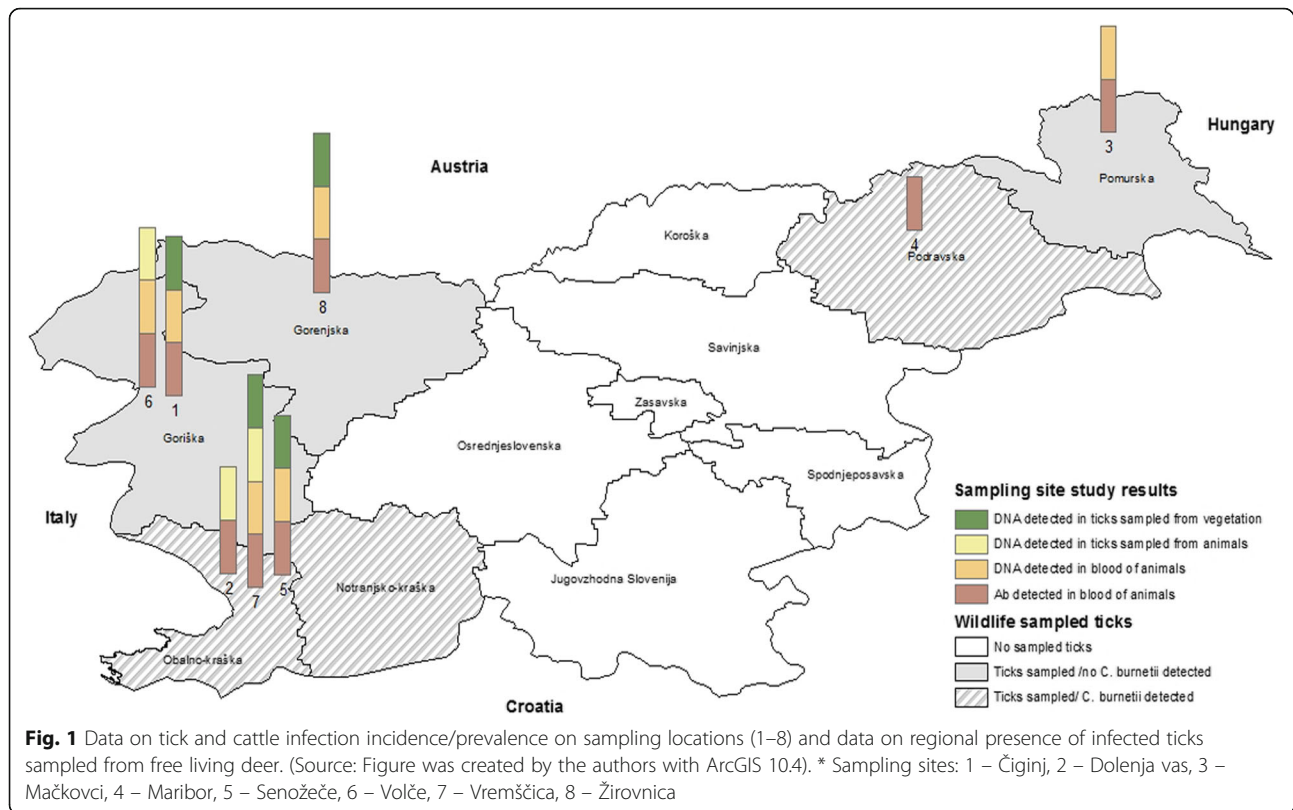 3
Hungary
Pomurska
Austria
4
Podravska
Koroška
8
Gorenjska
Savinjska
6
1
Zasavska
Goriška
Osrednjeslovenska
Spodnjeposavska
Italy
2
7
5
Notranjsko-kraška
Jugovzhodna Slovenija
Obalno-kraška
Croatia
Sampling site study results
DNA detected in ticks sampled from vegetation
DNA detected in ticks sampled from animals
DNA detected in blood of animals
Ab detected in blood of animals
Wildlife sampled ticks
No sampled ticks
Ticks sampled /no C. burnetii detected
Ticks sampled/ C. burnetii detected
Fig. 1 Data on tick and cattle infection incidence/prevalence on sampling locations (1–8) and data on regional presence of infected ticks
sampled from free living deer. (Source: Figure was created by the authors with ArcGIS 10.4). * Sampling sites: 1 – Čiginj, 2 – Dolenja vas, 3 –
Mačkovci, 4 – Maribor, 5 – Senožeče, 6 – Volče, 7 – Vremščica, 8 – Žirovnica